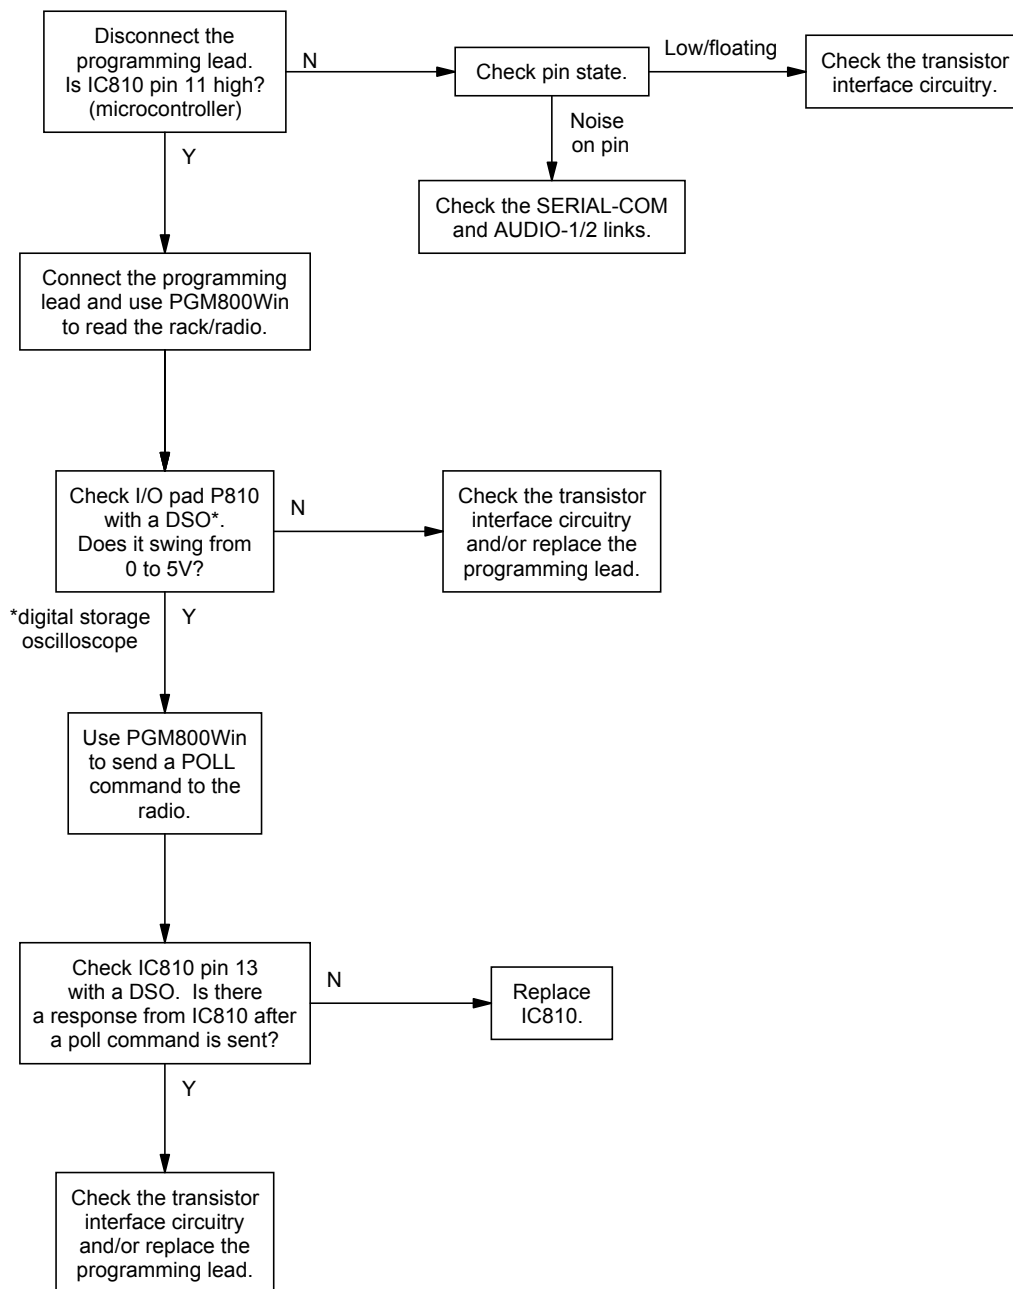 Disconnect the
programming lead.
Is IC810 pin 11 high?
(microcontroller)
N
Check pin state.
Low/floating
Check the transistor
interface circuitry.
Noise
on pin
Check the SERIAL-COM
and AUDIO-1/2 links.
Y
Connect the programming
lead and use PGM800Win
to read the rack/radio.
Check I/O pad P810
with a DSO*.
Does it swing from
0 to 5V?
N
Check the transistor
interface circuitry
and/or replace the
programming lead.
*digital storage
oscilloscope
Y
Use PGM800Win
to send a POLL
command to the
radio.
Check IC810 pin 13
with a DSO.  Is there
a response from IC810 after
a poll command is sent?
N
Replace
IC810.
Y
Check the transistor
interface circuitry
and/or replace the
programming lead.